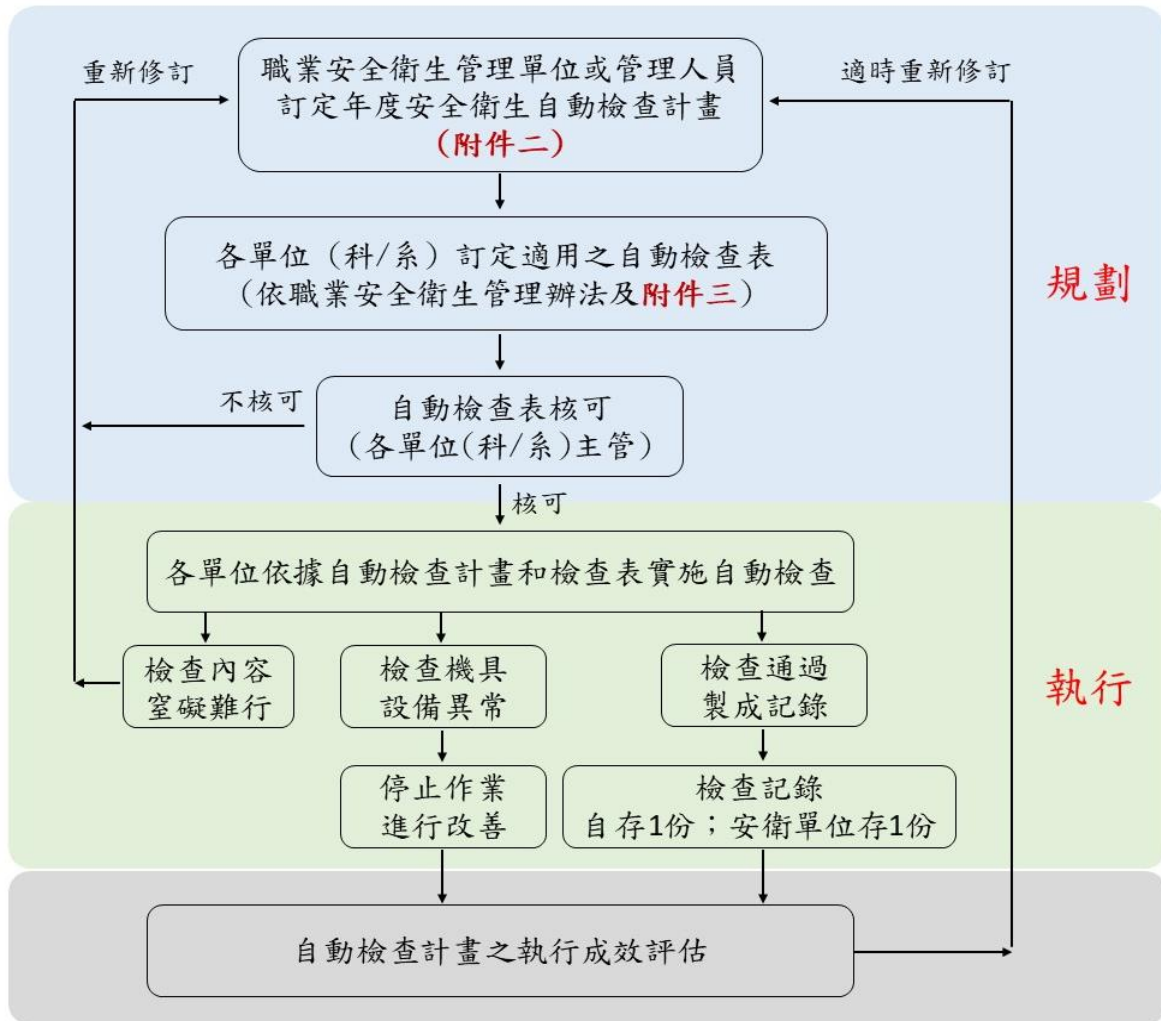 重新修訂
職業安全衛生管理單位或管理人員
訂定年度安全衛生自動檢查計畫
(附件二)
適時重新修訂
各單位（科/系）訂定適用之自動檢查表
（依職業安全衛生管理辦法及附件三）
規劃
不核可
自動檢查表核可
（各單位(科/系)主管）
核可
各單位依據自動檢查計畫和檢查表實施自動檢查
檢查內容
窒礙難行
檢查機具
設備異常
檢查通過
製成記錄
執行
停止作業
進行改善
檢查記錄
自存1份；安衛單位存1份
自動檢查計畫之執行成效評估